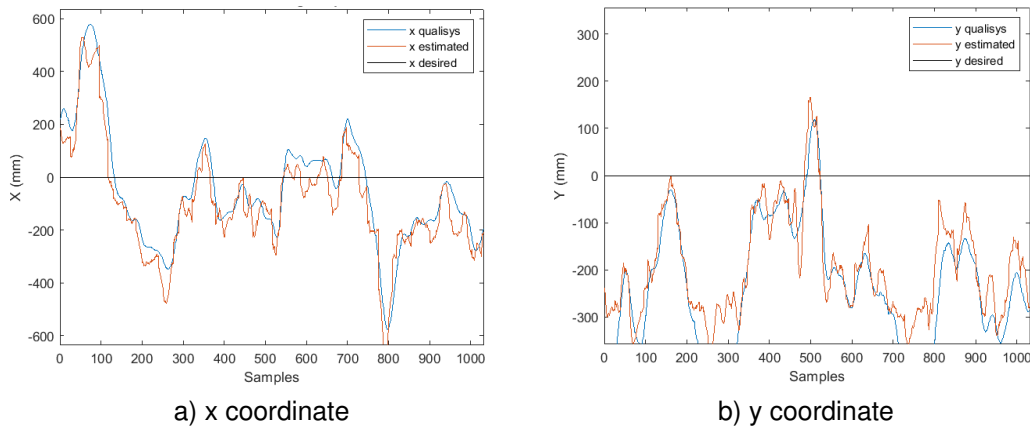 600
400
200
0
-200
-400
-600
X (mm)
0 100 200 300 400 500 600 700 800 900 1000
Samples
x qualisys
x estimated
x desired
a) x coordinate
300
200
100
0
-100
-200
-300
Y (mm)
0 100 200 300 400 500 600 700 800 900 1000
Samples
y qualisys
y estimated
y desired
b) y coordinate